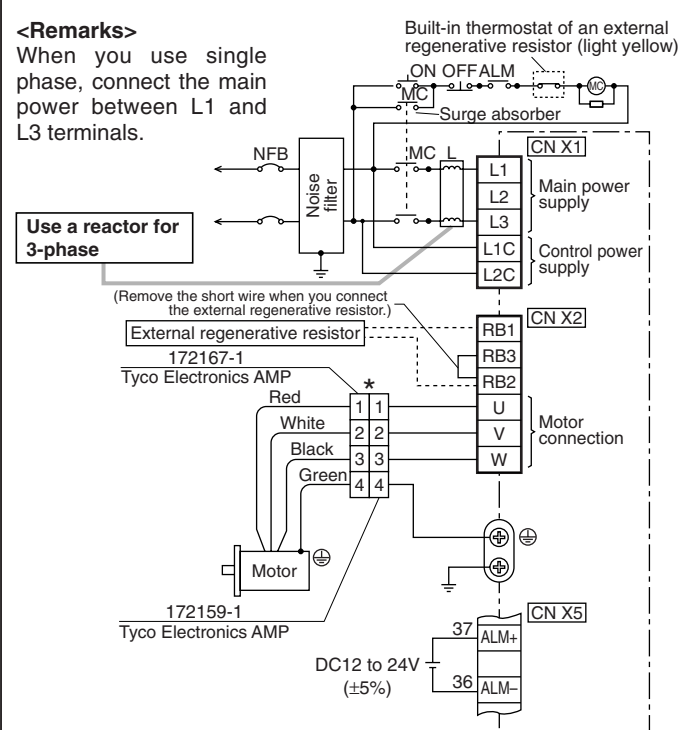 <Remarks>
When you use single
phase, connect the main
power between L1 and
L3 terminals.
Built-in thermostat of an external
regenerative resistor (light yellow)
ON OFF ALM
MC
MC
Surge absorber
NFB
Noise
filter
MC L
CN X1
L1
L2
L3
L1C
L2C
Main power
supply
Control power
supply
Use a reactor for
3-phase
(Remove the short wire when you connect
the external regenerative resistor.)
External regenerative resistor
CN X2
RB1
RB3
RB2
U
V
W
Motor
connection
172167-1
Tyco Electronics AMP
*
Red
1 1
White
2 2
Black
3 3
Green
4 4
Motor
172159-1
Tyco Electronics AMP
CN X5
37 ALM+
DC12 to 24V
(±5%)
36 ALM–